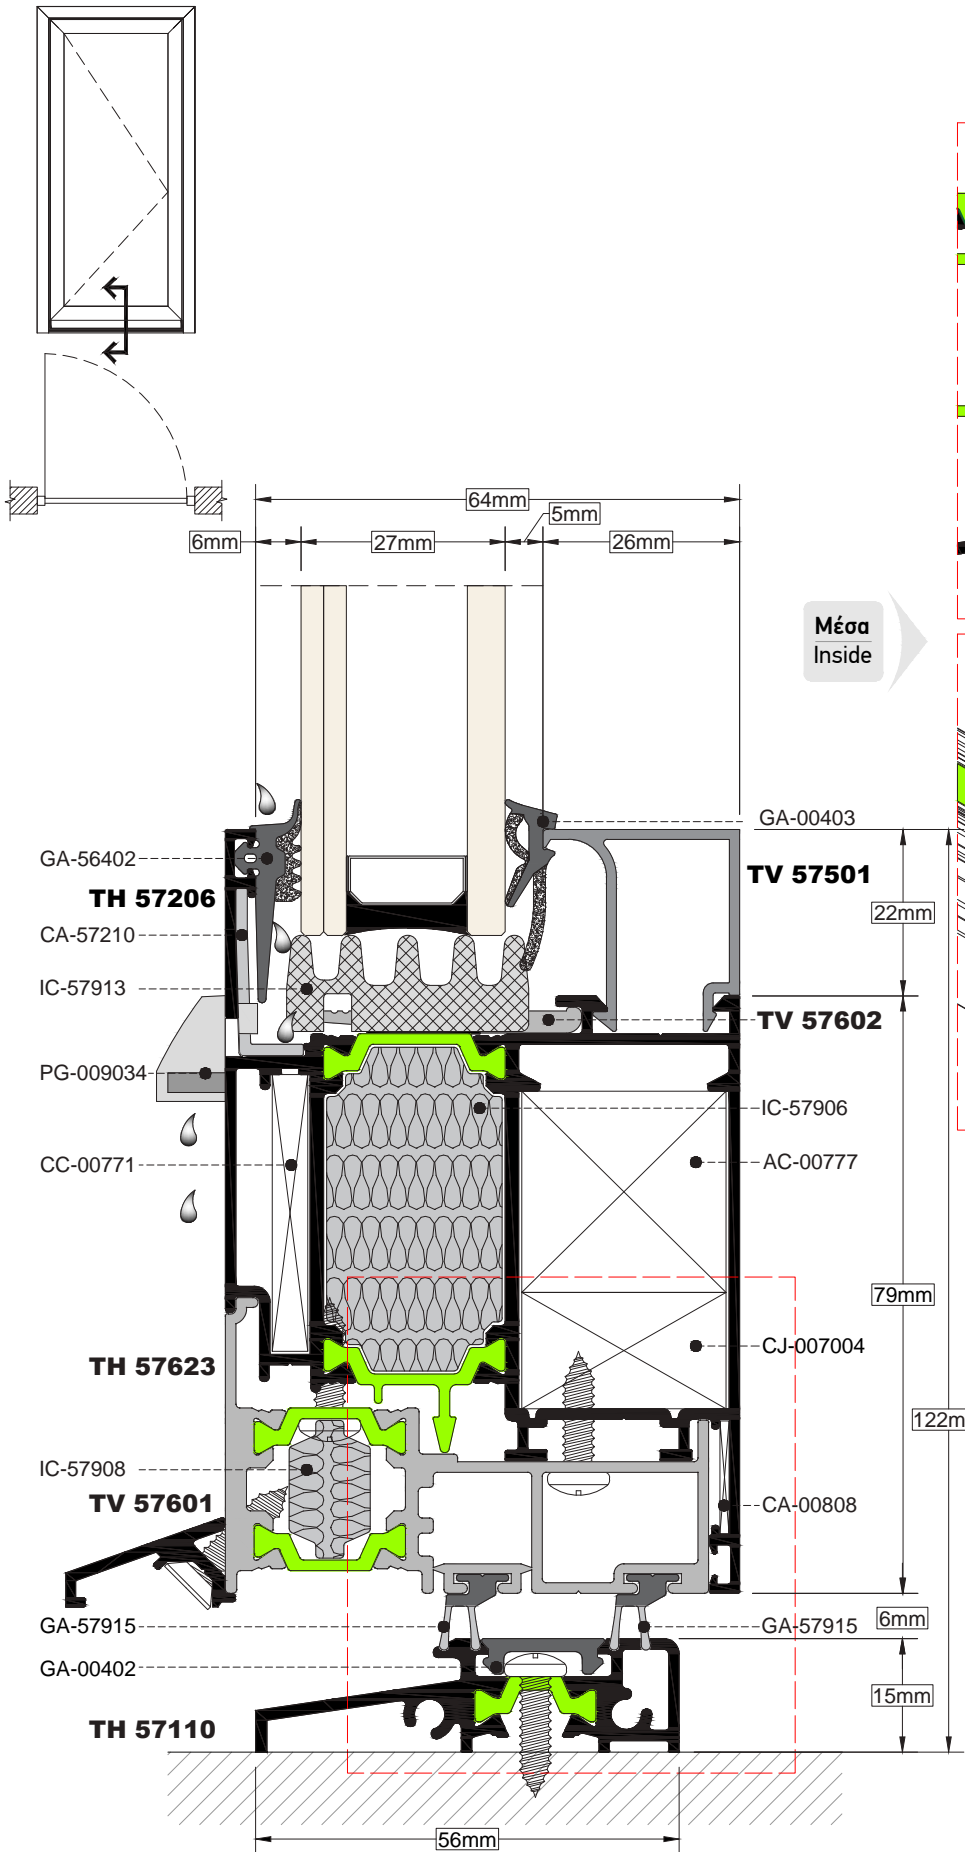 64mm
5mm
6mm
27mm
26mm
Μέσα
Inside
GA-00403
GA-56402
TV 57501
TH 57206
22mm
CA-57210
IC-57913
TV 57602
PG-009034
IC-57906
CC-00771
AC-00777
79mm
TH 57623
CJ-007004
122m
IC-57908
TV 57601
CA-00808
GA-57915
GA-57915
6mm
GA-00402
15mm
TH 57110
56mm